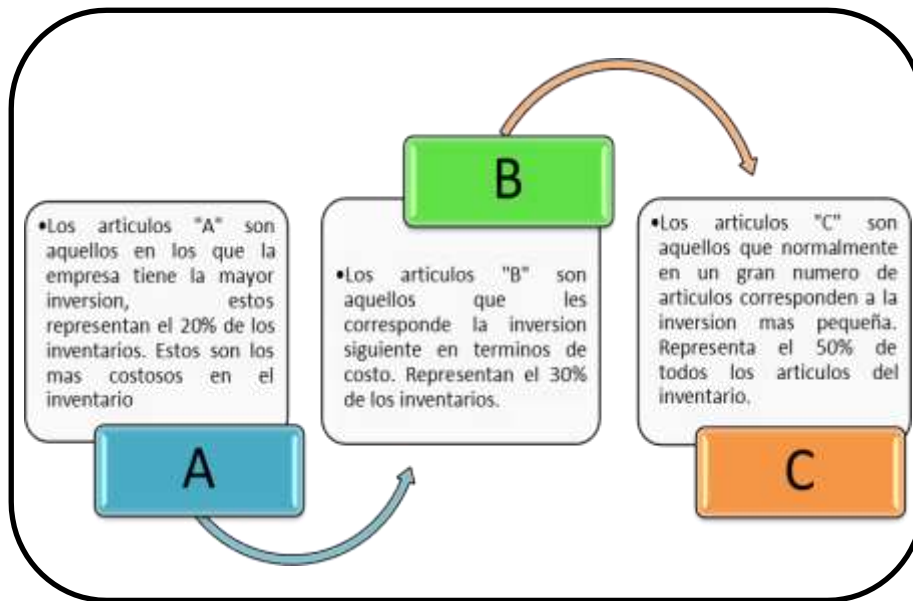 •Los articulos "A" son
aquellos en los que la
empresa tiene la mayor
inversion, estos
representan el 20% de los
inventarios. Estos son los
mas costosos en el
inventario
A
B
•Los articulos "B" son
aquellos que les
corresponde la inversion
siguiente en terminos de
costo. Representan el 30%
de los inventarios.
•Los articulos "C" son
aquellos que normalmente
en un gran numero de
articulos corresponden a la
inversion mas pequeña.
Representa el 50% de
todos los articulos del
inventario.
C